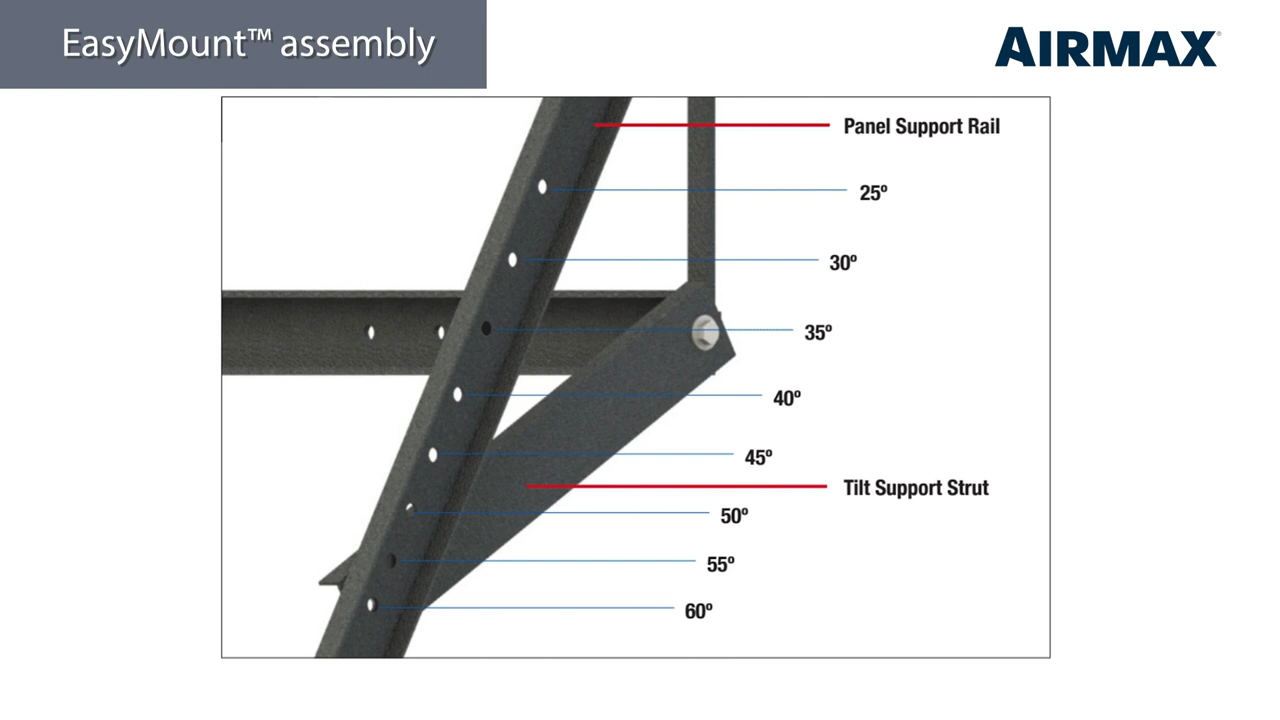 EasyMount™ assembly
AIRMAX®
Panel Support Rail
25º
30º
35º
40º
45º
Tilt Support Strut
50º
55º
60º